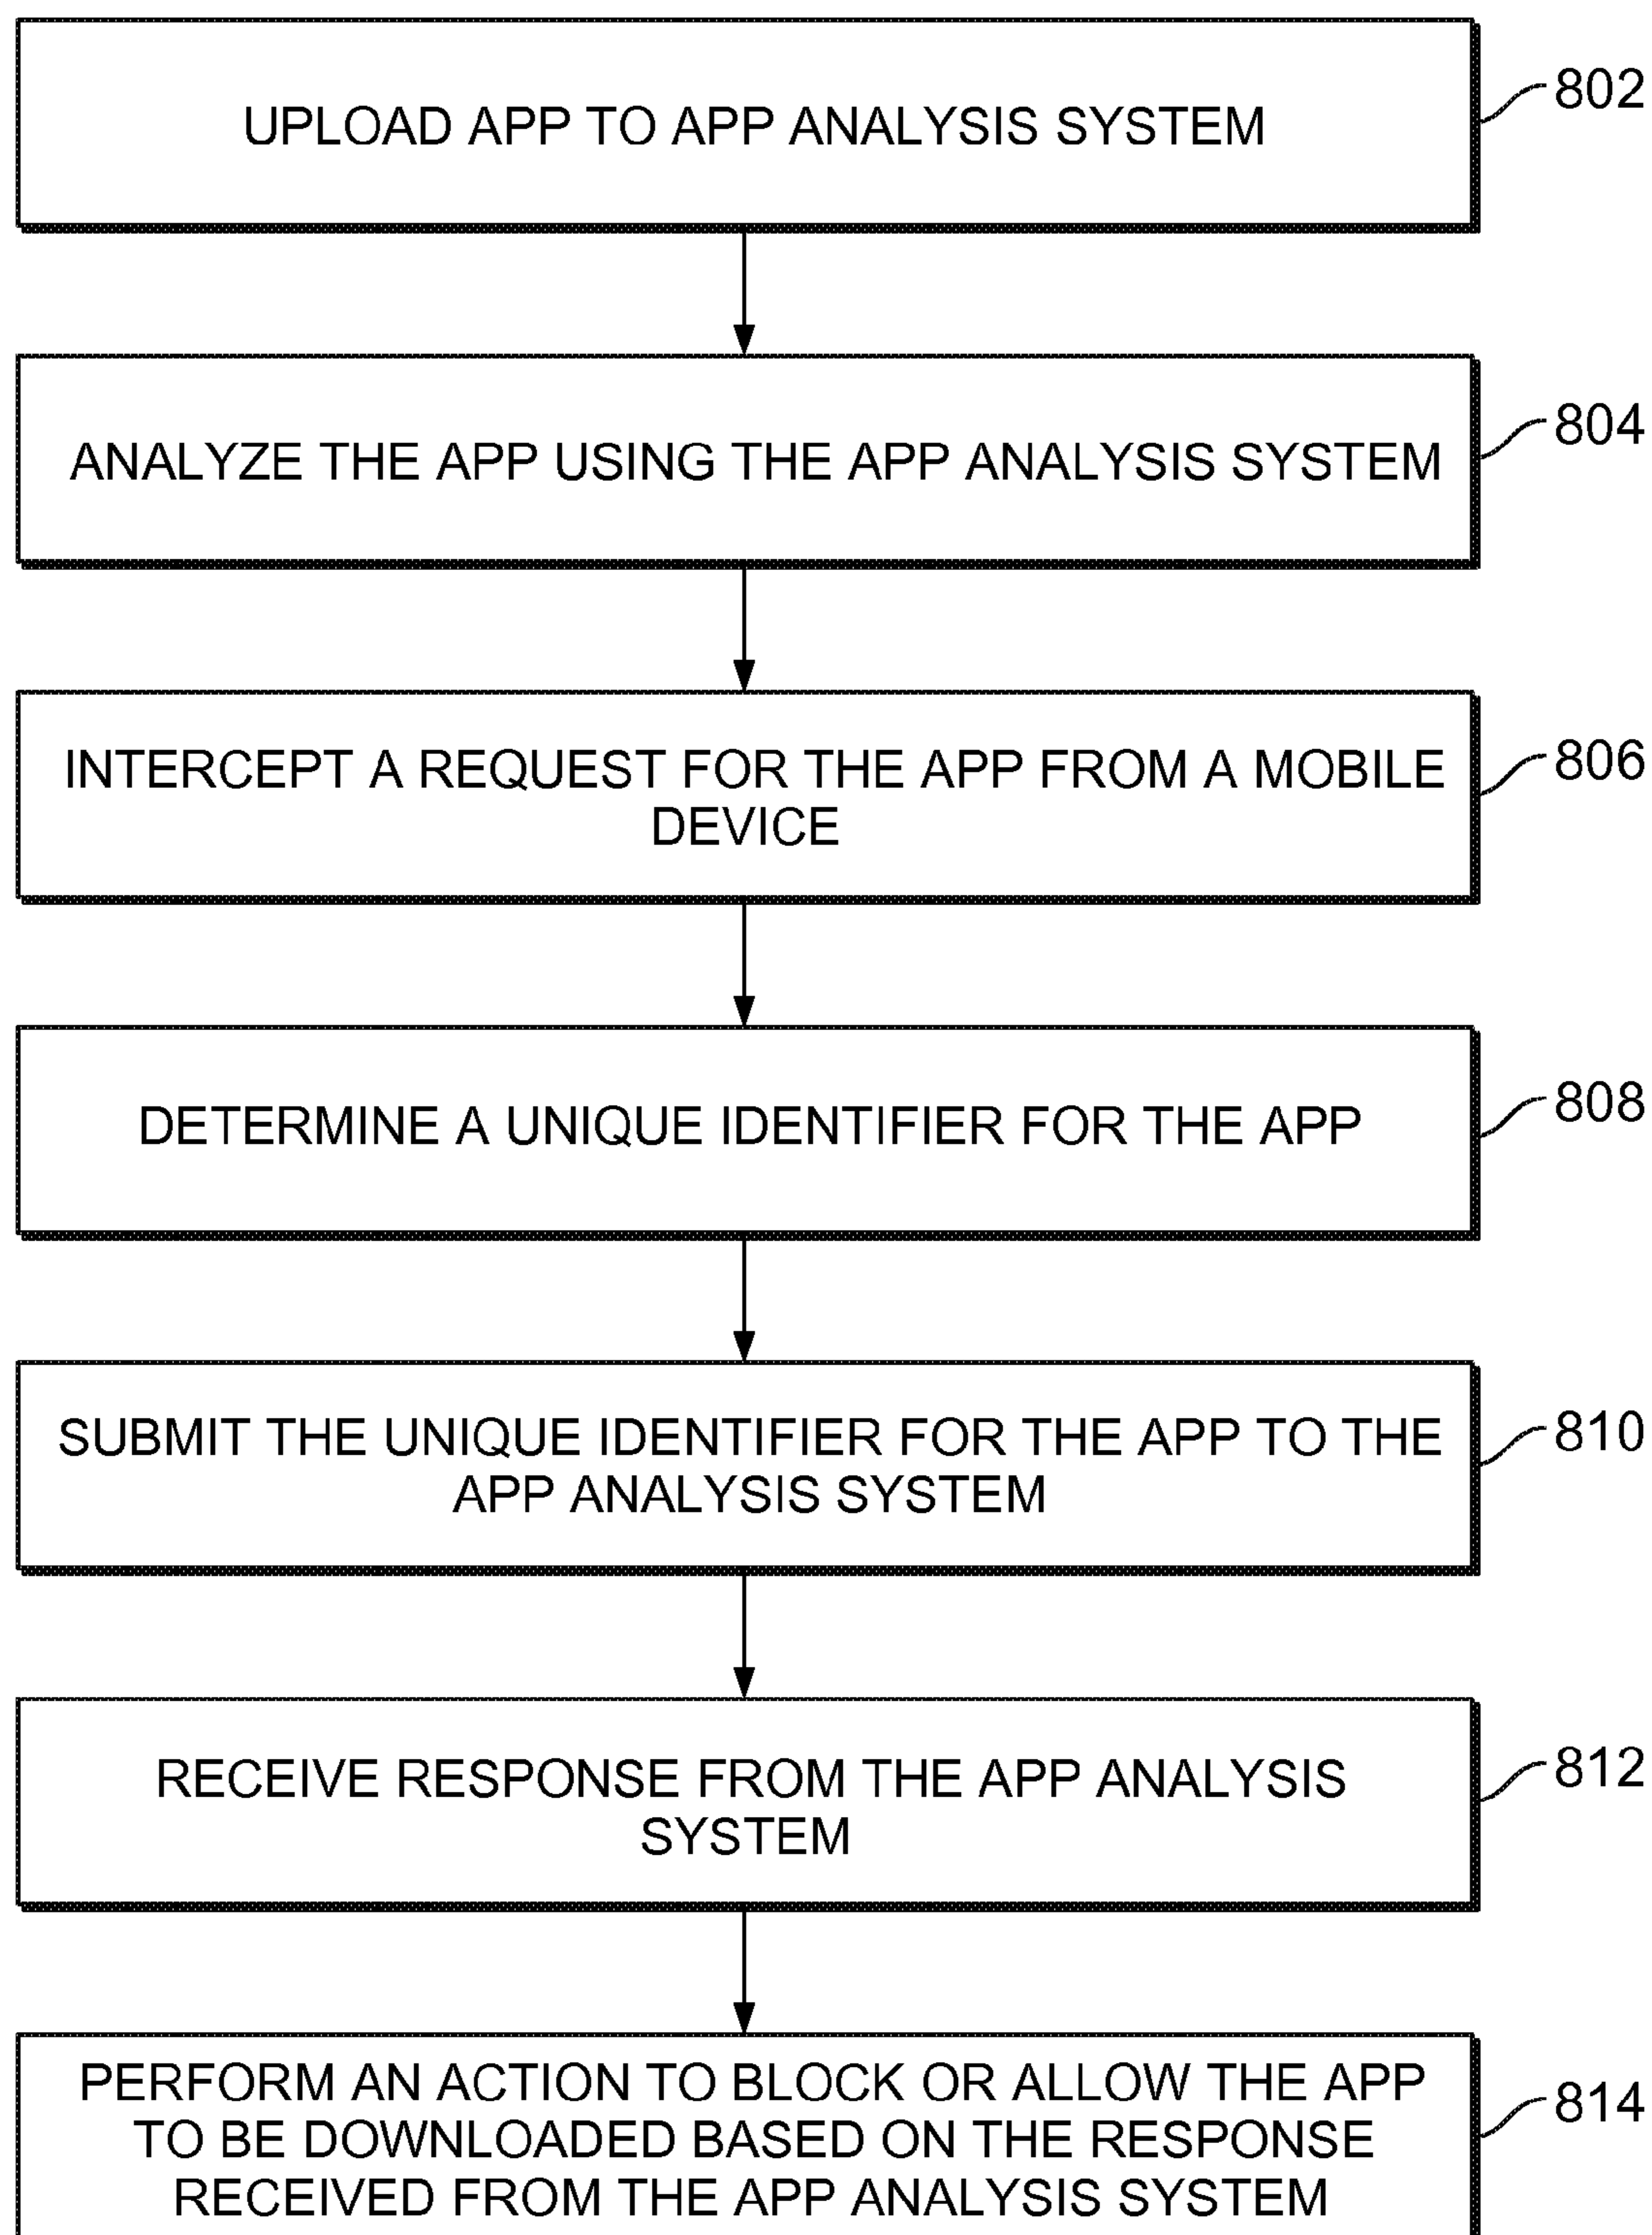 UPLOAD APP TO APP ANALYSIS SYSTEM
802
ANALYZE THE APP USING THE APP ANALYSIS SYSTEM
804
INTERCEPT A REQUEST FOR THE APP FROM A MOBILE
DEVICE
806
DETERMINE A UNIQUE IDENTIFIER FOR THE APP
808
SUBMIT THE UNIQUE IDENTIFIER FOR THE APP TO THE
APP ANALYSIS SYSTEM
810
RECEIVE RESPONSE FROM THE APP ANALYSIS
SYSTEM
812
PERFORM AN ACTION TO BLOCK OR ALLOW THE APP
TO BE DOWNLOADED BASED ON THE RESPONSE
RECEIVED FROM THE APP ANALYSIS SYSTEM
814